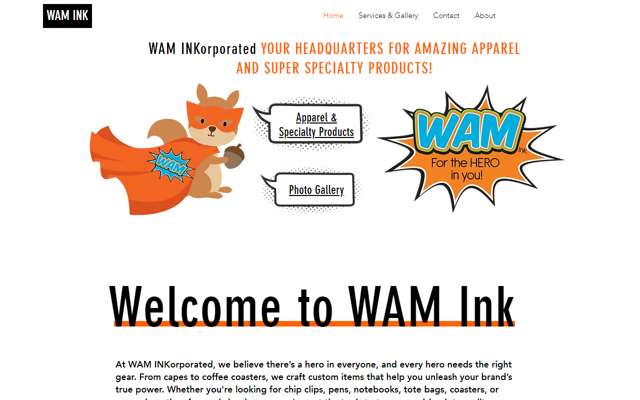 WAM INK
Home Services & Gallery Contact About
WAM INKorporated YOUR HEADQUARTERS FOR AMAZING APPAREL
AND SUPER SPECIALTY PRODUCTS!
Apparel &
Specialty Products
Photo Gallery
WAM
WAM Ink
For the HERO
in you!
Welcome to WAM Ink
At WAM INKorporated, we believe there's a hero in everyone, and every hero needs the right
gear. From capes to coffee coasters, we craft custom items that help you unleash your brand's
true power. Whether you're looking for chip clips, pens, notebooks, tote bags, coasters, or